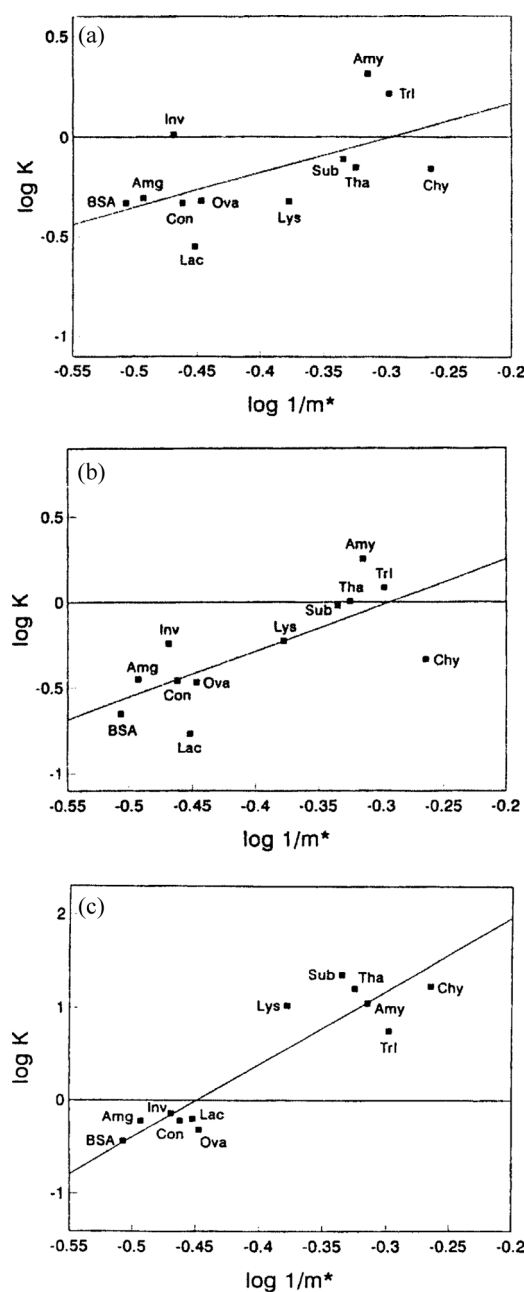 (a)
0.5
0
-0.5
-1
log K
Amy
Trl
Inv
Sub
Tha
Chy
BSA
Amg
Con
Ova
Lys
Lac
-0.55 -0.5 -0.45 -0.4 -0.35 -0.3 -0.25 -0.2
log 1/m*
(b)
0.5
0
-0.5
-1
log K
Amy
Trl
Tha
Sub
Lys
Inv
Chy
Amg
Con
Ova
BSA
Lac
-0.55 -0.5 -0.45 -0.4 -0.35 -0.3 -0.25 -0.2
log 1/m*
(c)
2
1
0
-1
log K
Sub
Tha
Chy
Lys
Amy
Trl
Inv
Lac
Amg
Con
Ova
BSA
-0.55 -0.5 -0.45 -0.4 -0.35 -0.3 -0.25 -0.2
log 1/m*